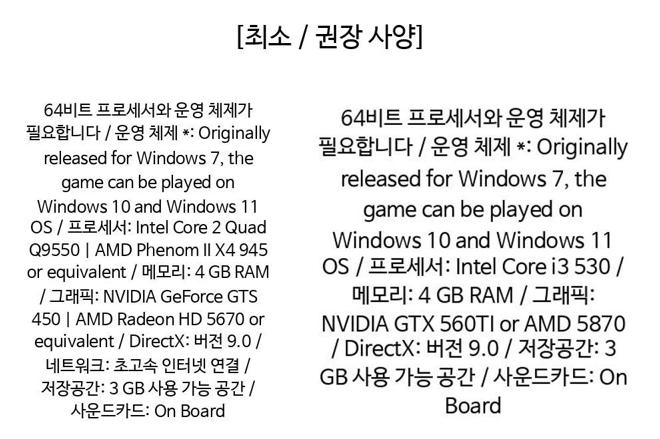 [최소 / 권장 사양]
64비트 프로세서와 운영 체제가
필요합니다 / 운영 체제 *: Originally
released for Windows 7, the
game can be played on
Windows 10 and Windows 11
OS / 프로세서: Intel Core 2 Quad
Q9550 | AMD Phenom II X4 945
or equivalent / 메모리: 4 GB RAM
/ 그래픽: NVIDIA GeForce GTS
450 | AMD Radeon HD 5670 or
equivalent / DirectX: 버전 9.0 /
네트워크: 초고속 인터넷 연결 /
저장공간: 3 GB 사용 가능 공간 /
사운드카드: On Board
64비트 프로세서와 운영 체제가
필요합니다 / 운영 체제 *: Originally
released for Windows 7, the
game can be played on
Windows 10 and Windows 11
OS / 프로세서: Intel Core i3 530 /
메모리: 4 GB RAM / 그래픽:
NVIDIA GTX 560TI or AMD 5870
/ DirectX: 버전 9.0 / 저장공간: 3
GB 사용 가능 공간 / 사운드카드: On
Board